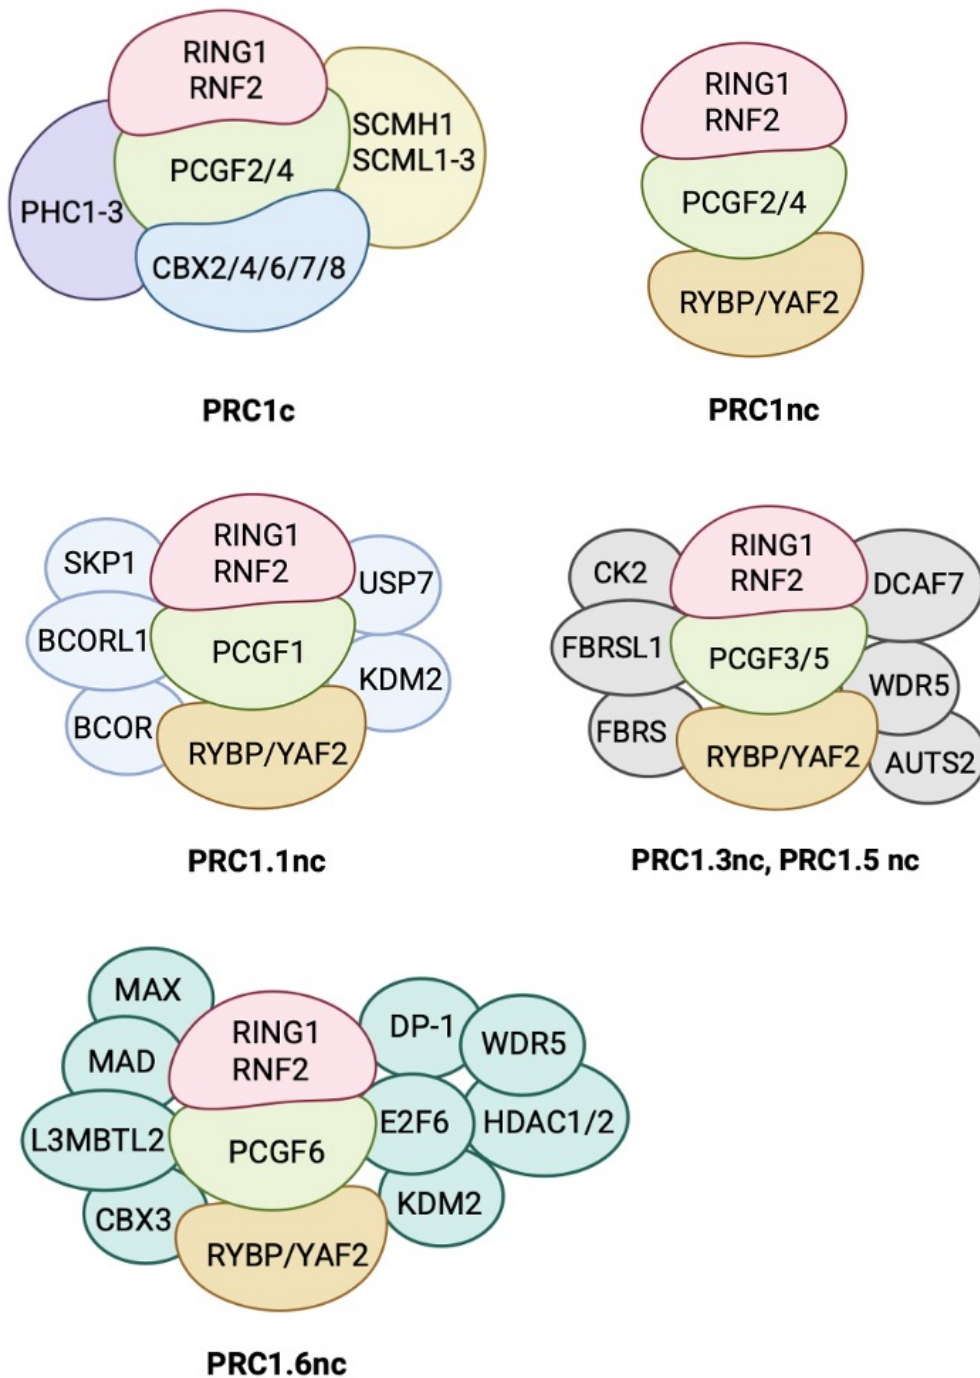 RING1
RNF2
SCMH1
SCML1-3
PCGF2/4
PHC1-3
CBX2/4/6/7/8
PRC1c
RING1
RNF2
PCGF2/4
RYBP/YAF2
PRC1nc
SKP1
RING1
RNF2
USP7
BCORL1
PCGF1
KDM2
BCOR
RYBP/YAF2
PRC1.1nc
CK2
RING1
RNF2
DCAF7
FBRSL1
PCGF3/5
WDR5
FBRS
RYBP/YAF2
AUTS2
PRC1.3nc, PRC1.5 nc
MAX
MAD
RING1
RNF2
DP-1
WDR5
L3MBTL2
PCGF6
E2F6
HDAC1/2
CBX3
KDM2
RYBP/YAF2
PRC1.6nc